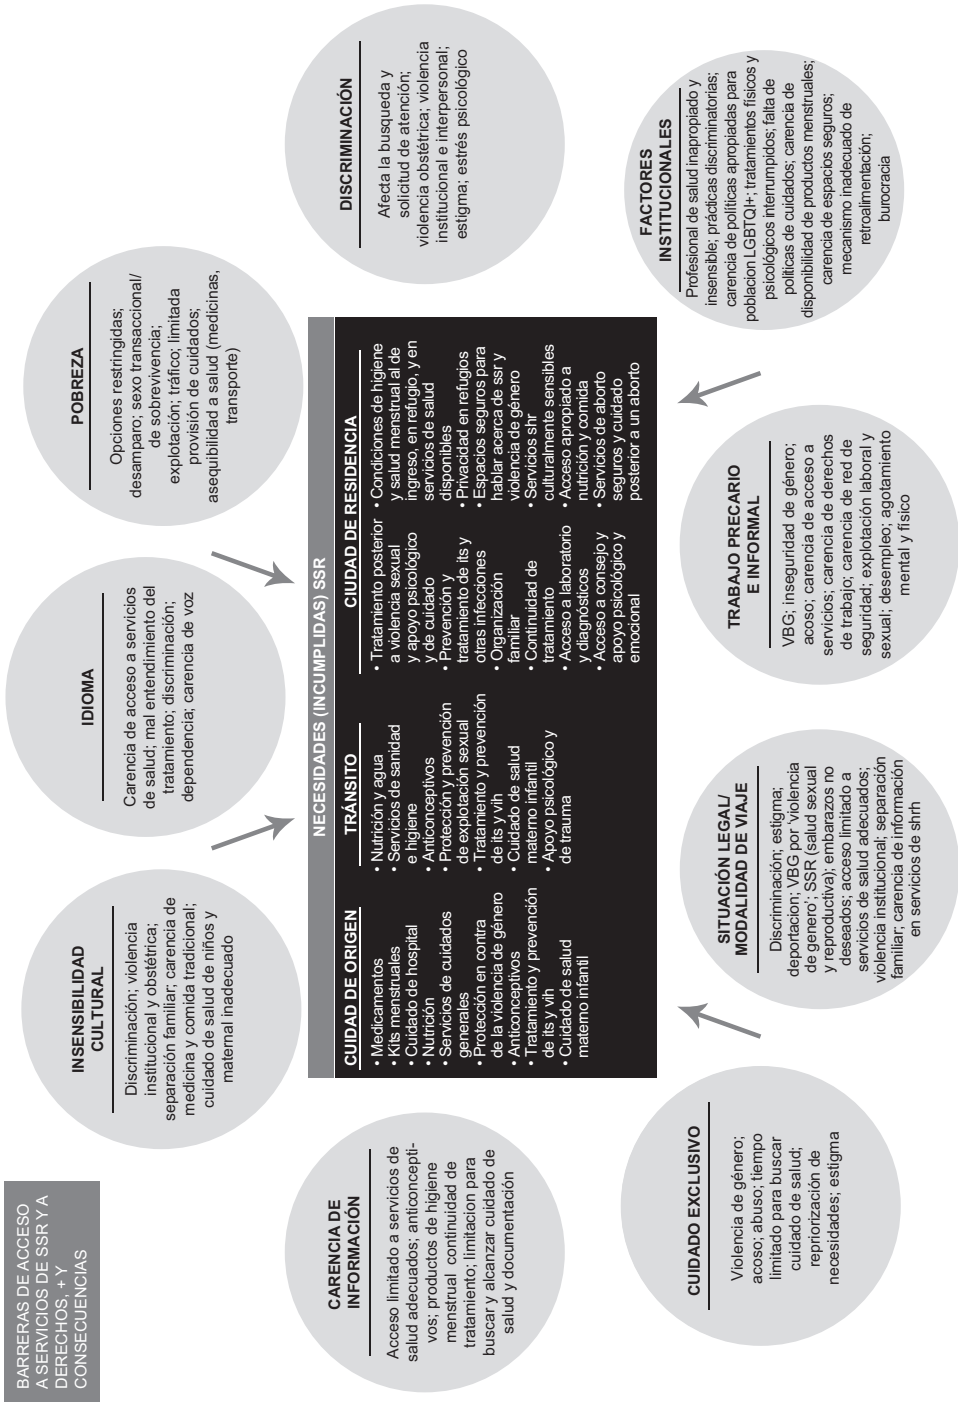 BARRERAS DE ACCESO
A SERVICIOS DE SSR Y A
DERECHOS, + Y
CONSECUENCIAS
INSENSIBILIDAD
CULTURAL
Discriminación; violencia
institucional y obstétrica;
separación familiar; carencia de
medicina y comida tradicional;
cuidado de salud de niños y
maternal inadecuado
IDIOMA
Carencia de acceso a servicios
de salud; mal entendimiento del
tratamiento; discriminación;
dependencia; carencia de voz
POBREZA
Opciones restringidas;
desamparo; sexo transaccional/
de sobrevivencia;
explotación; tráfico; limitada
provisión de cuidados;
asequibilidad a salud (medicinas,
transporte)
DISCRIMINACIÓN
Afecta la busqueda y
solicitud de atención;
violencia obstétrica; violencia
institucional e interpersonal;
estigma; estrés psicológico
CARENCIA DE
INFORMACIÓN
Acceso limitado a servicios de
salud adecuados; anticoncepti-
vos; productos de higiene
menstrual continuidad de
tratamiento; limitacion para
buscar y alcanzar cuidado de
salud y documentación
NECESIDADES (INCUMPLIDAS) SSR
CUIDAD DE ORIGEN
• Medicamentos
• KIts menstruales
• Cuidado de hospital
• Nutrición
• Servicios de cuidados
generales
• Protección en contra
de la violencia de género
• Anticonceptivos
• Tratamiento y prevención
de its y vih
• Cuidado de salud
materno infantil
TRÁNSITO
• Nutrición y agua
• Servicios de sanidad
e higiene
• Anticonceptivos
• Protección y prevención
de explotación sexual
• Tratamiento y prevención
de its y vih
• Cuidado de salud
materno infantil
• Apoyo psicológico y
de trauma
CIUDAD DE RESIDENCIA
• Tratamiento posterior
a violencia sexual
y apoyo psicológico
y de cuidado
• Prevención y
tratamiento de its y
otras infecciones
• Organización
familiar
• Continuidad de
tratamiento
• Acceso a laboratorio
y diagnósticos
• Acceso a consejo y
apoyo psicológico y
emocional
• Condiciones de higiene
y salud menstrual al de
ingreso, en refugio, y en
servicios de salud
disponibles
• Privacidad en refugios
• Espacios seguros para
hablar acerca de ssr y
violencia de género
• Servicios shr
culturalmente sensibles
• Acceso apropiado a
nutrición y comida
• Servicios de aborto
seguros y cuidado
posterior a un aborto
CUIDADO EXCLUSIVO
Violencia de género;
acoso; abuso; tiempo
limitado para buscar
cuidado de salud;
repriorización de
necesidades; estigma
SITUACIÓN LEGAL/
MODALIDAD DE VIAJE
Discriminación; estigma;
deportacion; VBG por 'violencia
de genero'; SSR (salud sexual
y reproductiva); embarazos no
deseados; acceso limitado a
servicios de salud adecuados;
violencia institucional; separación
familiar; carencia de información
en servicios de shrh
TRABAJO PRECARIO
E INFORMAL
VBG; inseguridad de género;
acoso; carencia de acceso a
servicios; carencia de derechos
de trabajo; carencia de red de
seguridad; explotación laboral y
sexual; desempleo; agotamiento
mental y físico
FACTORES
INSTITUCIONALES
Profesional de salud inapropiado y
insensible; prácticas discriminatorias;
carencia de políticas apropiadas para
poblacion LGBTQI+; tratamientos físicos y
psicológicos interrumpidos; falta de
políticas de cuidados; carencia de
disponibilidad de productos menstruales;
carencia de espacios seguros;
mecanismo inadecuado de
retroalimentación;
burocracia